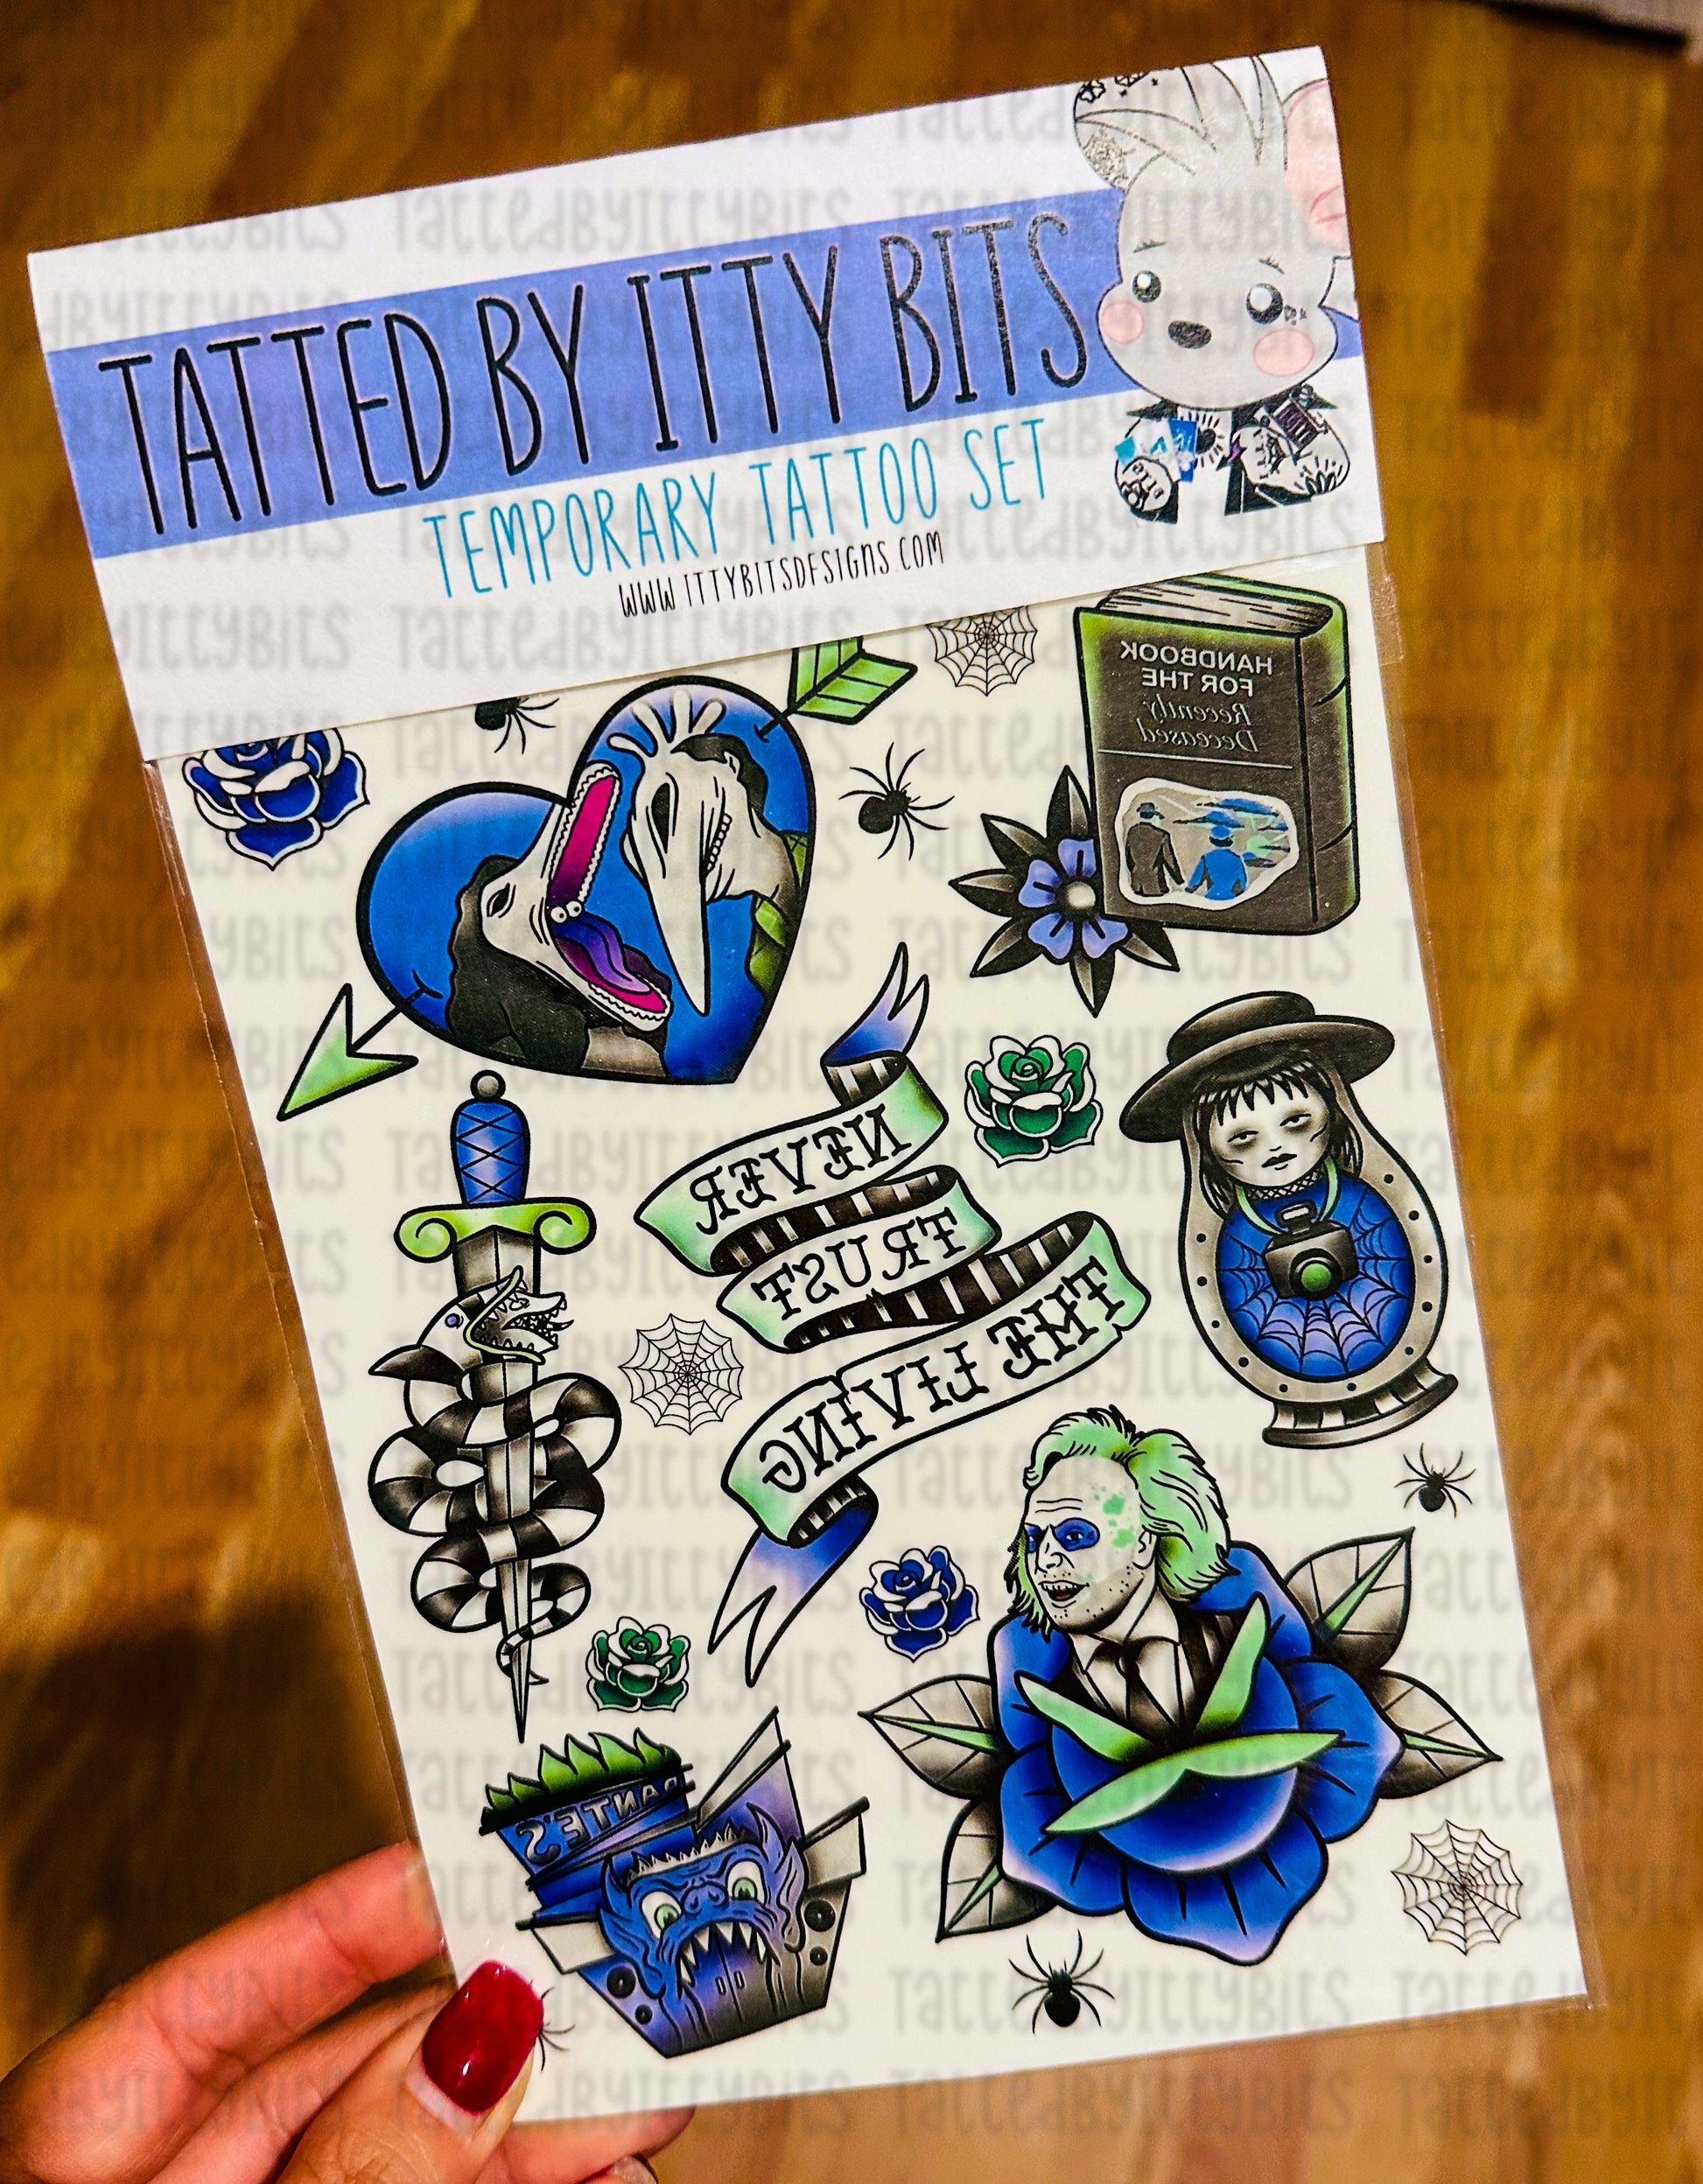 TATTED BY ITTY BITS
TEMPORARY TATTOO SET
WWW.ITTYBITSDESIGNS.COM
HANDBOOK
FOR THE
Recently
Deceased
NEVER
TRUST
THE LIVING
DANTE'S
TattedByIttyBits